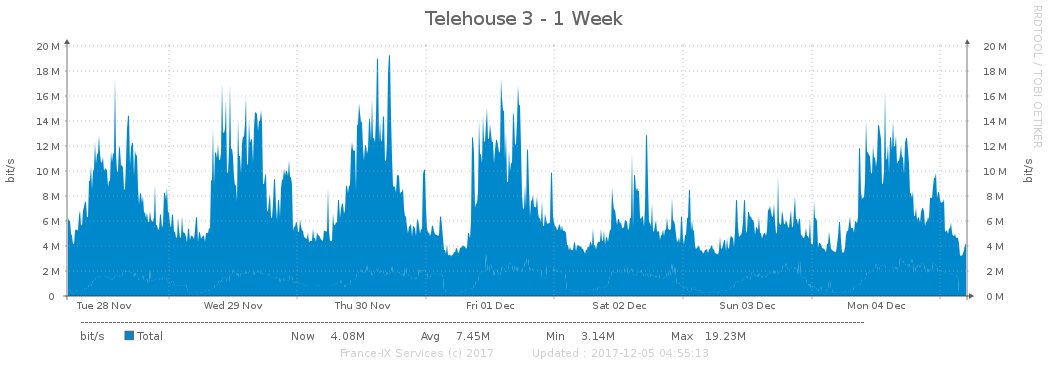 Telehouse 3 - 1 Week
RRDTOOL / TOBI OETIKER
20 M 20 M
18 M 18 M
16 M 16 M
14 M 14 M
12 M 12 M
10 M 10 M
8 M 8 M
6 M 6 M
4 M 4 M
2 M 2 M
0 0 M
bit/s
bit/s
Tue 28 Nov Wed 29 Nov Thu 30 Nov Fri 01 Dec Sat 02 Dec Sun 03 Dec Mon 04 Dec
bit/s Total Now 4.08M Avg 7.45M Min 3.14M Max 19.23M
France-IX Services (c) 2017 Updated : 2017-12-05 04:55:13